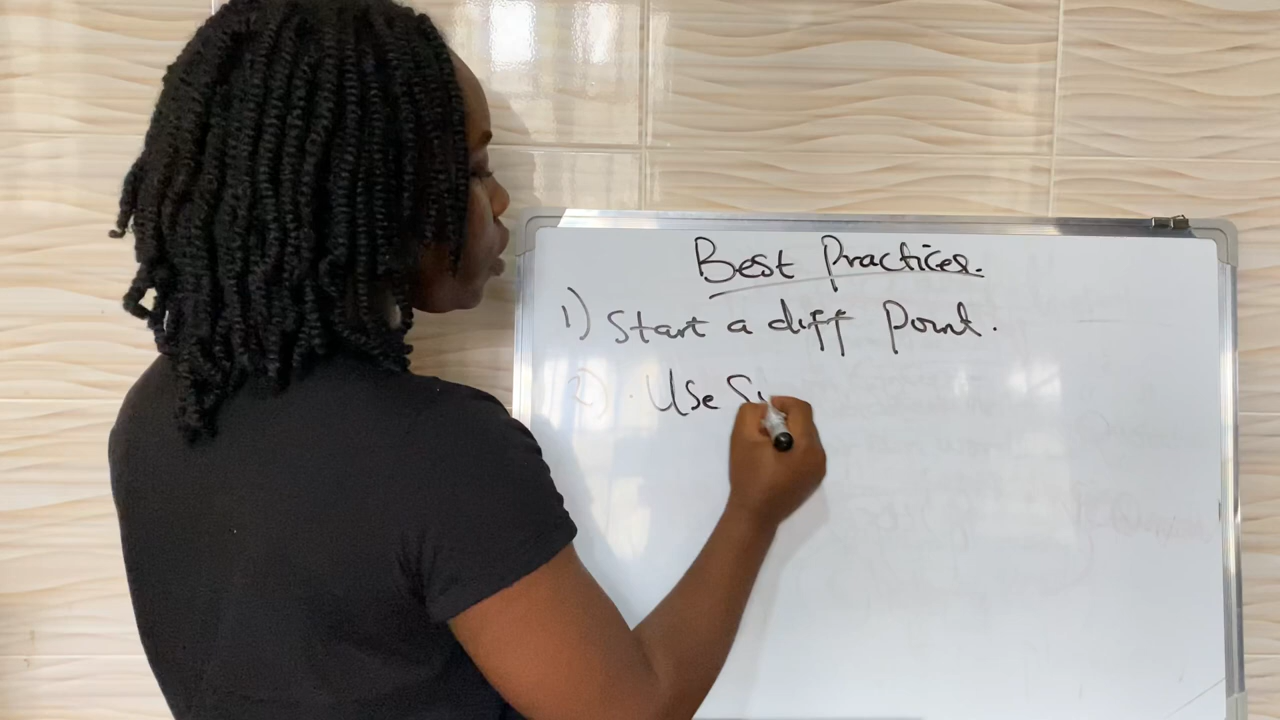 Best Practices.
1) Start a diff Point.
2). Use